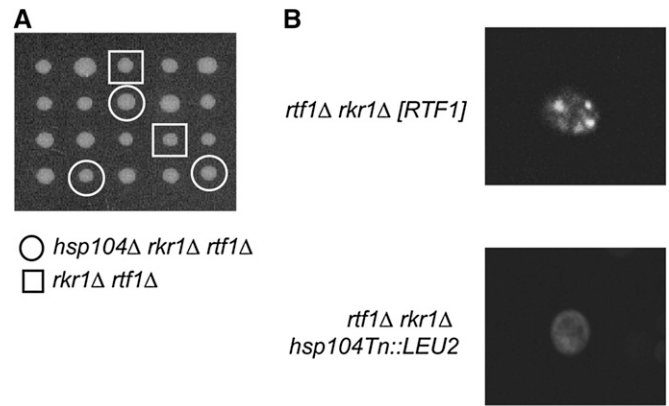 A
B
rtf1Δ rkr1Δ [RTF1]
hsp104Δ rkr1Δ rtf1Δ
rkr1Δ rtf1Δ
rtf1Δ rkr1Δ
hsp104Tn::LEU2